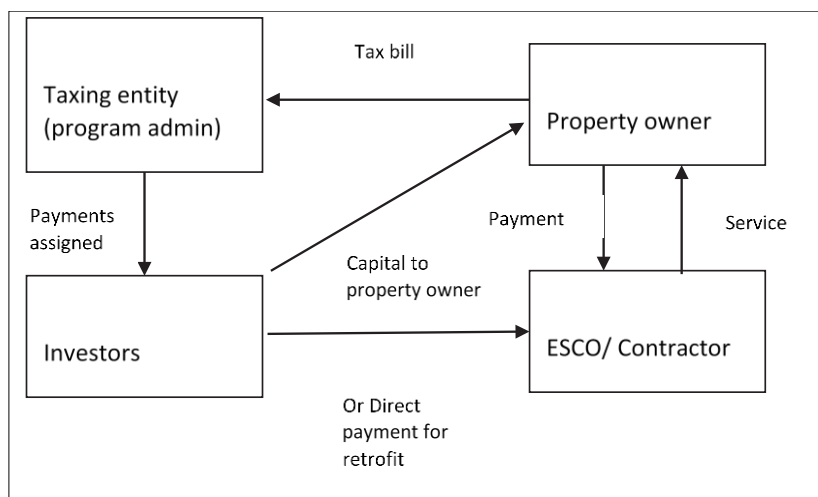 Tax bill
Taxing entity
(program admin)
Property owner
Payments
assigned
Payment
Service
Capital to
property owner
Investors
ESCO/ Contractor
Or Direct
payment for
retrofit